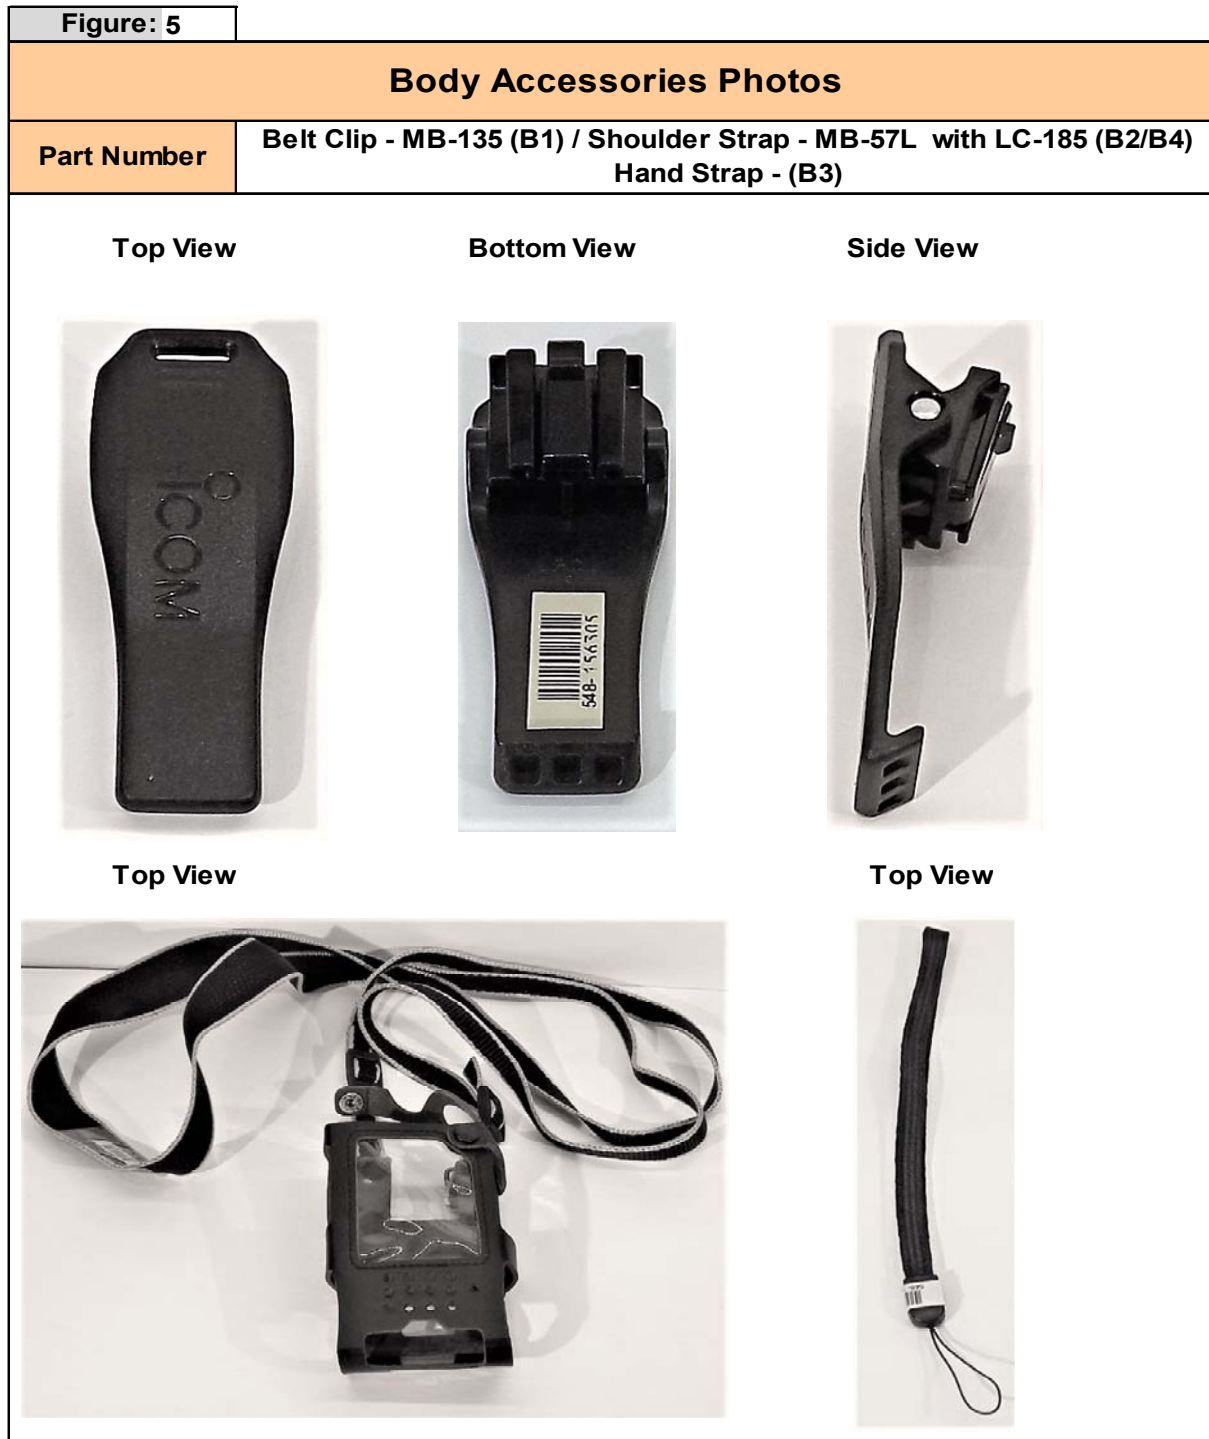 Figure: 5
Body Accessories Photos
Part Number
Belt Clip - MB-135 (B1) / Shoulder Strap - MB-57L with LC-185 (B2/B4)
Hand Strap - (B3)
Top View
Bottom View
Side View
ICOM
548-156305
Top View
Top View